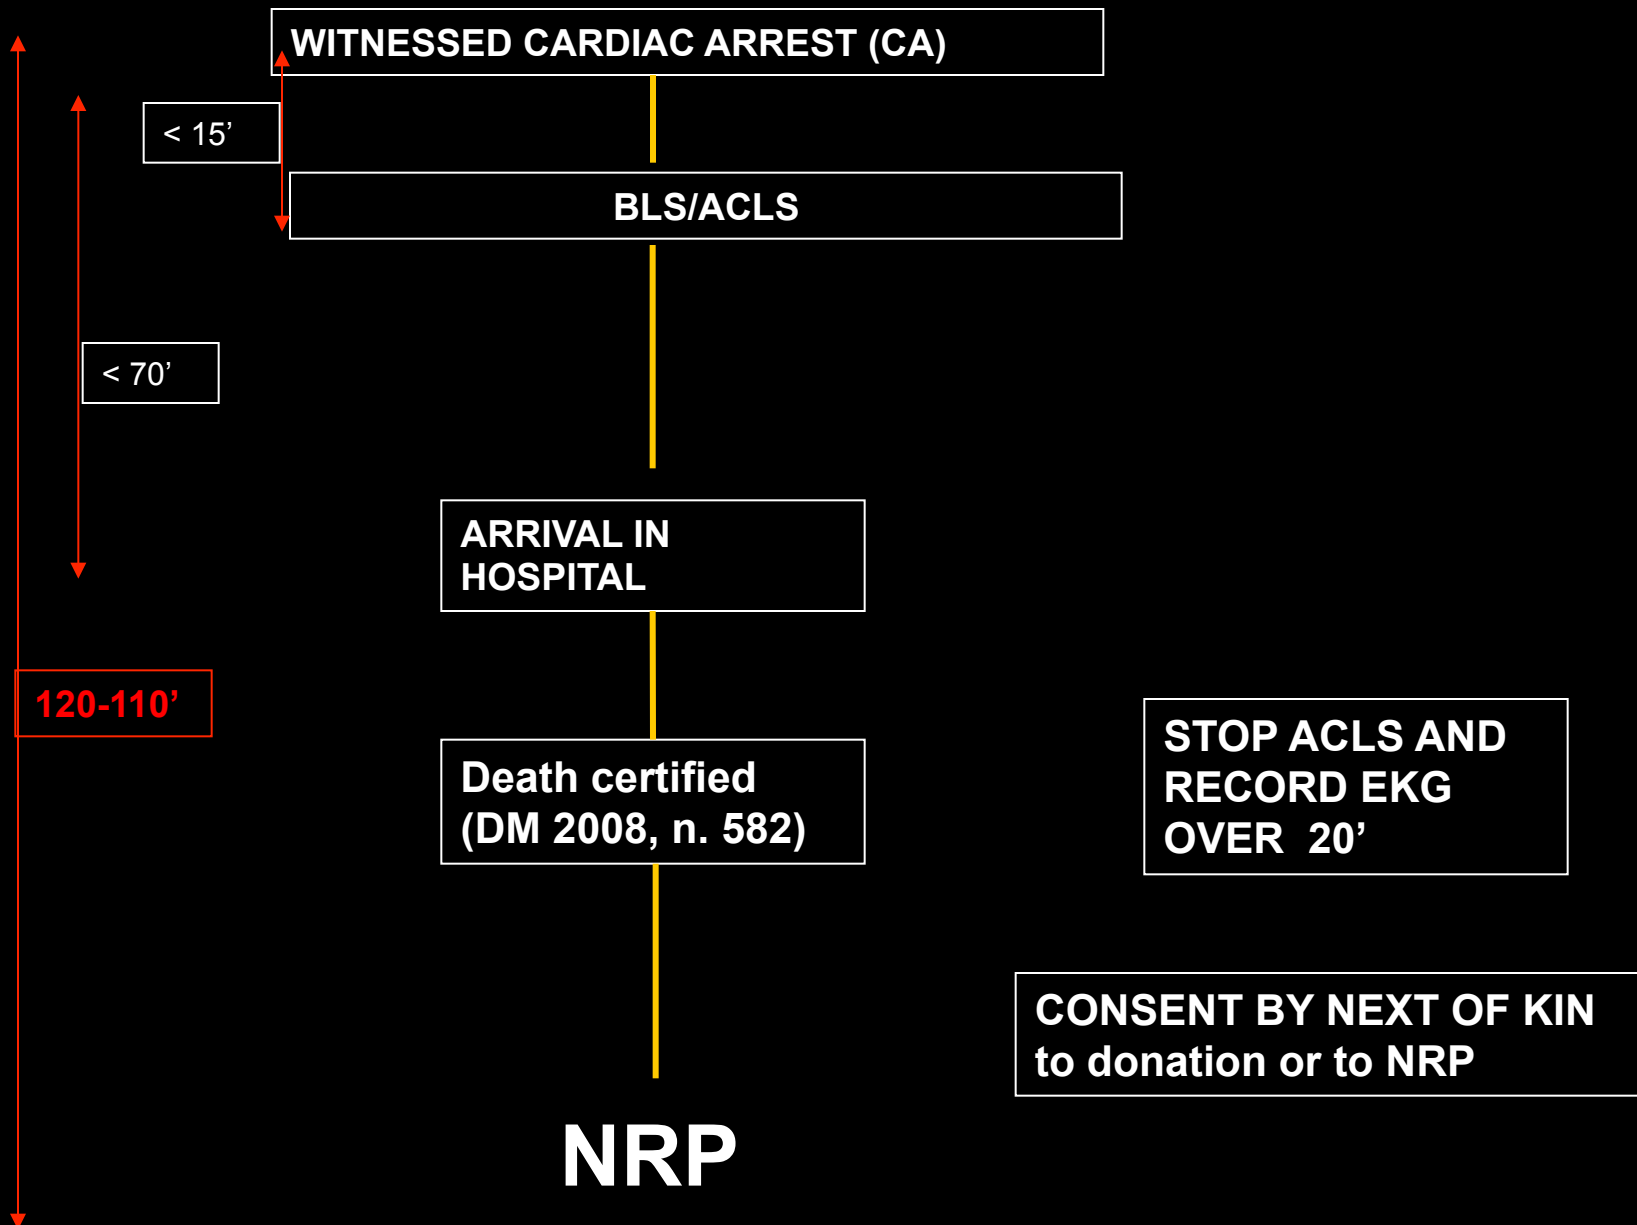 WITNESSED CARDIAC ARREST (CA)
< 15’
BLS/ACLS
< 70’
ARRIVAL IN
HOSPITAL
120-110’
Death certified
(DM 2008, n. 582)
STOP ACLS AND
RECORD EKG
OVER  20’
CONSENT BY NEXT OF KIN
to donation or to NRP
NRP